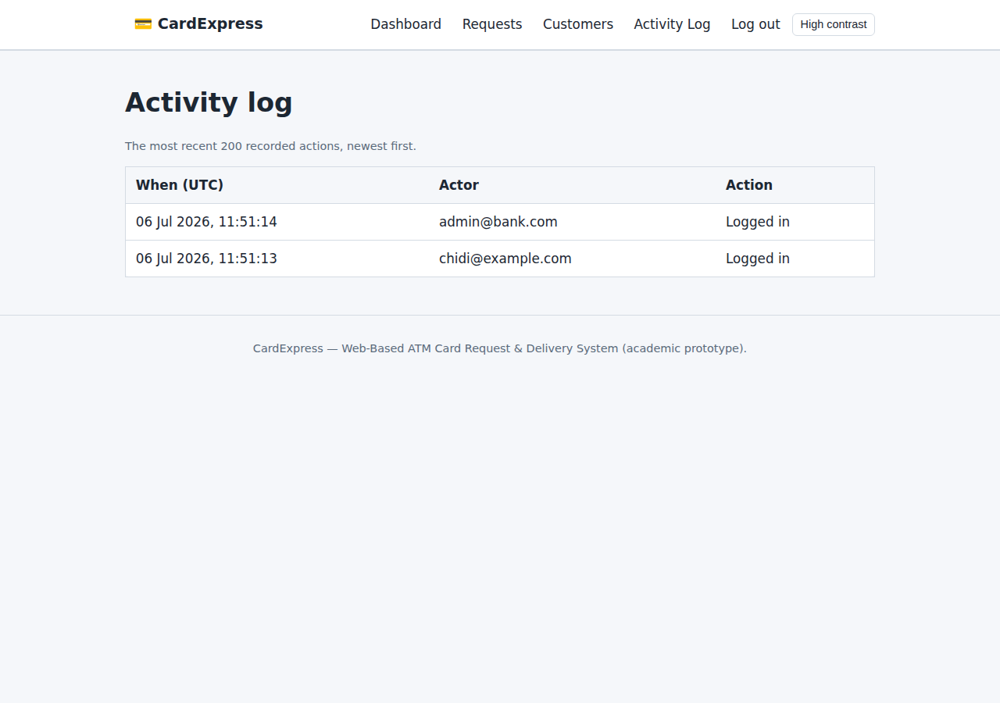 💳 CardExpress Dashboard Requests Customers Activity Log Log out High contrast
Activity log
The most recent 200 recorded actions, newest first.
When (UTC) Actor Action
06 Jul 2026, 11:51:14 admin@bank.com Logged in
06 Jul 2026, 11:51:13 chidi@example.com Logged in
CardExpress — Web-Based ATM Card Request & Delivery System (academic prototype).